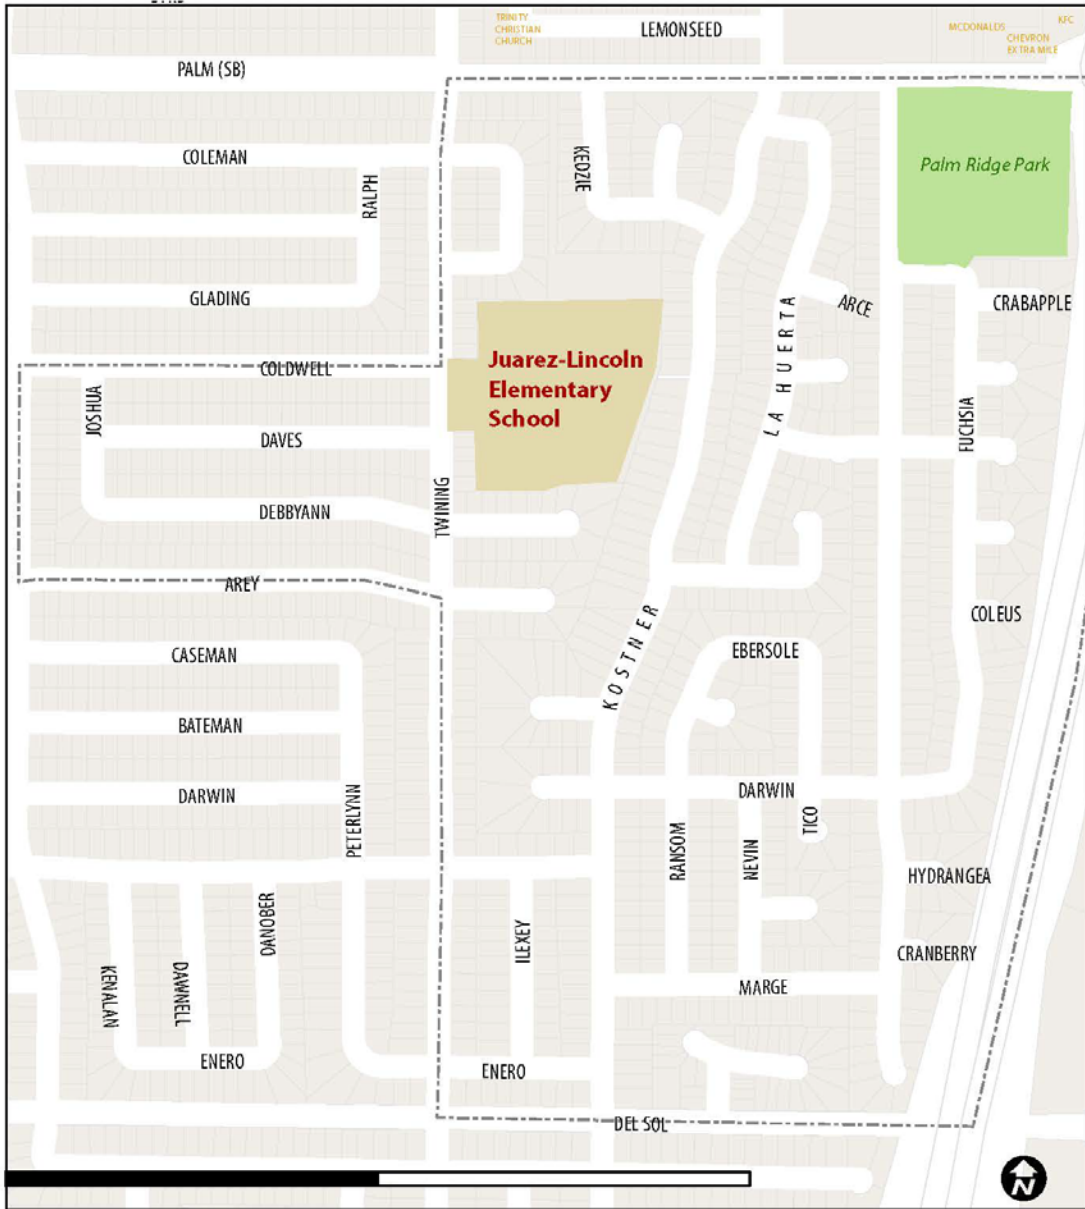 LEMONSEED
TRINITY
CHRISTIAN
CHURCH
MCDONALDS
KFC
CHEVRON
EXTRA MILE
PALM (SB)
COLEMAN
KEDZIE
Palm Ridge Park
RALPH
GLADING
ARCE
CRABAPPLE
LA HUERTA
Juarez-Lincoln
Elementary
School
COLDWELL
JOSHUA
DAVES
FUCHSIA
DEBBYANN
TWINING
AREY
COLEUS
KOSTNER
EBERSOLE
CASEMAN
BATEMAN
DARWIN
DARWIN
PETERLYNN
TICO
RANSOM
NEVIN
HYDRANGEA
DANOBER
ILEXEY
CRANBERRY
KENALAN
DAWNELL
MARGE
ENERO
ENERO
DEL SOL
N